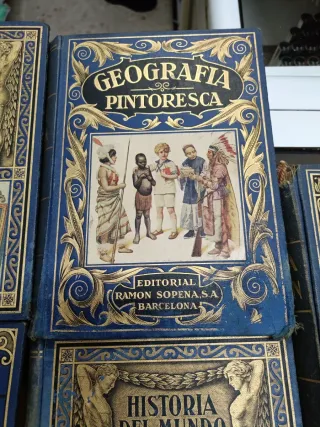 GEOGRAFIA
PINTORESCA
EDITORIAL
RAMON SOPENA, S.A.
BARCELONA
HISTORIA
DEL MUNDO